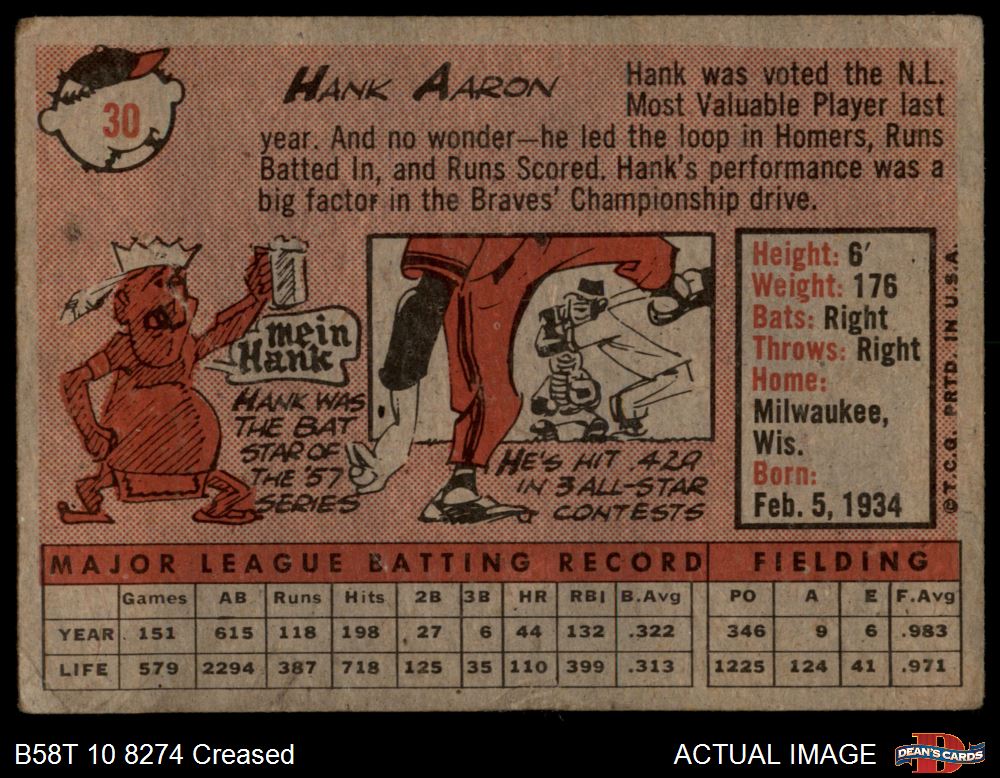 30
HANK AARON
Hank was voted the N.L.
Most Valuable Player last
year. And no wonder—he led the loop in Homers, Runs
Batted In, and Runs Scored. Hank's performance was a
big factor in the Braves' Championship drive.
mein
Hank
HANK WAS
THE BAT
STAR OF
THE '57
SERIES
HE'S HIT .429
IN 3 ALL-STAR
CONTESTS
Height: 6'
Weight: 176
Bats: Right
Throws: Right
Home:
Milwaukee,
Wis.
Born:
Feb. 5, 1934
© T.C.G. PRTD. IN U.S.A.
MAJOR LEAGUE BATTING RECORD FIELDING
Games AB Runs Hits 2B 3B HR RBI B.Avg PO A E F.Avg
YEAR 151 615 118 198 27 6 44 132 .322 346 9 6 .983
LIFE 579 2294 387 718 125 35 110 399 .313 1225 124 41 .971
B58T 10 8274 Creased
ACTUAL IMAGE
DEAN'S CARDS